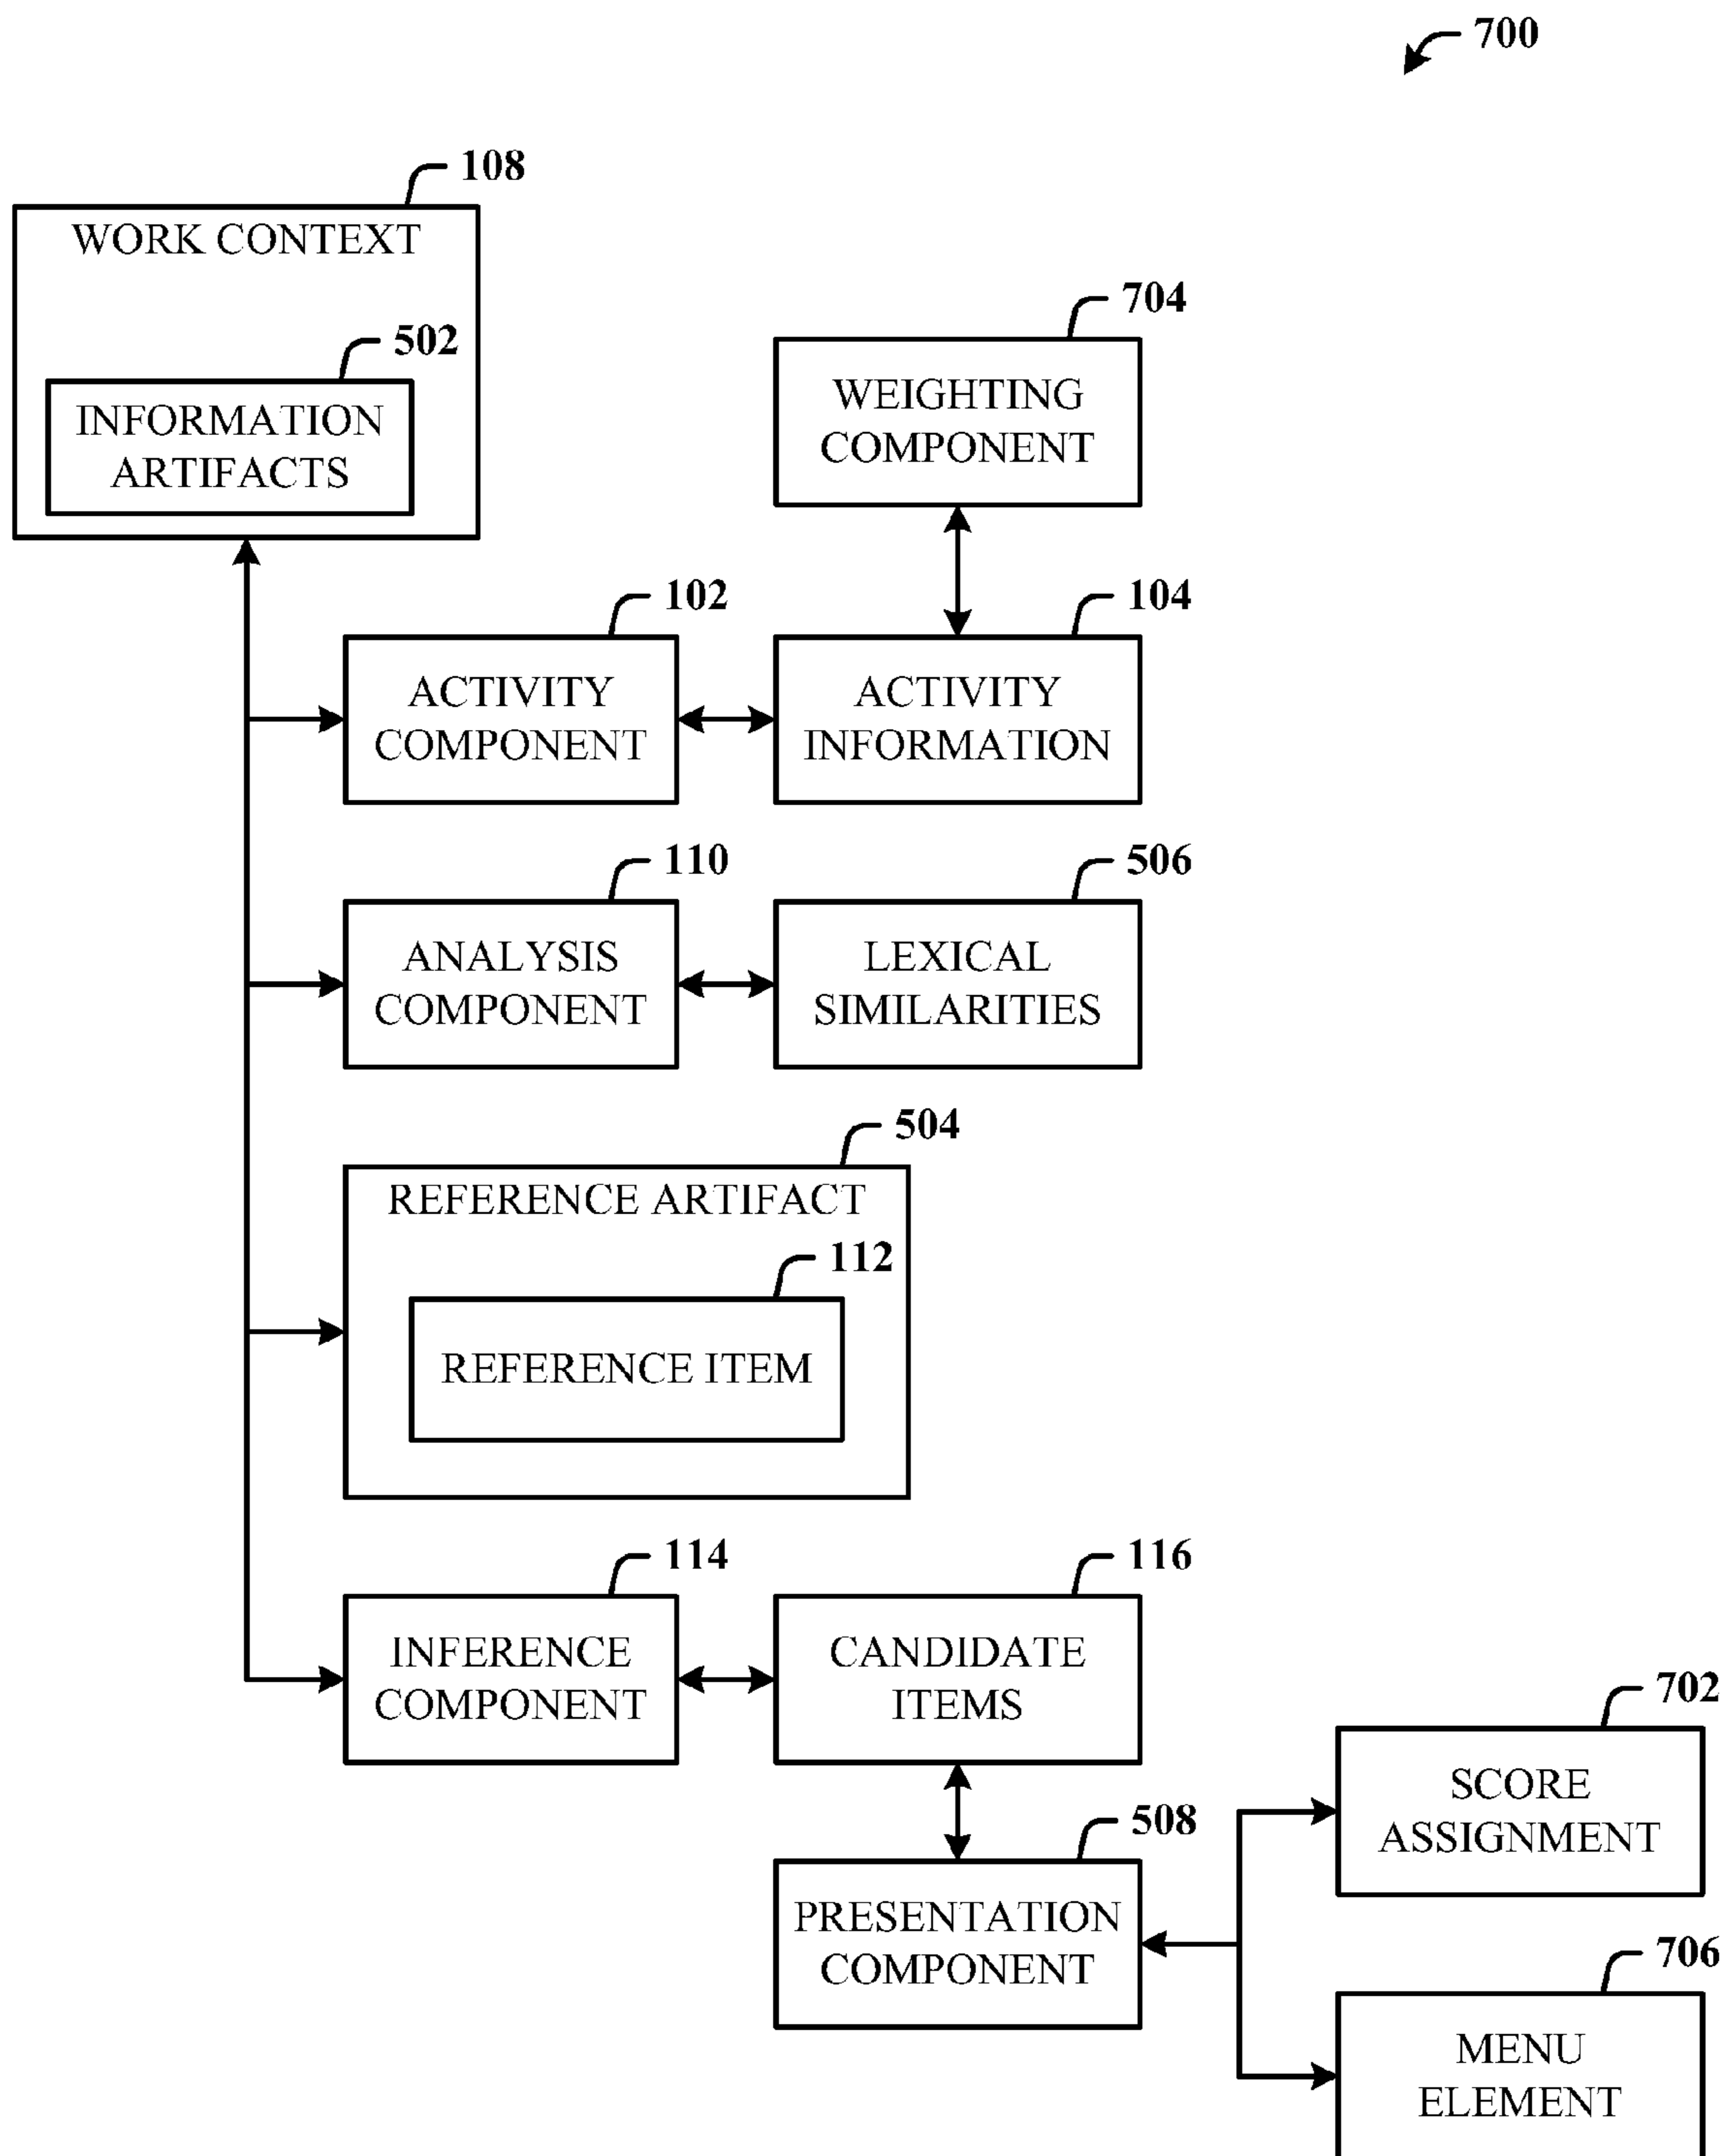 700
108
WORK CONTEXT
502
INFORMATION
ARTIFACTS
704
WEIGHTING
COMPONENT
102
ACTIVITY
COMPONENT
104
ACTIVITY
INFORMATION
110
ANALYSIS
COMPONENT
506
LEXICAL
SIMILARITIES
504
REFERENCE ARTIFACT
112
REFERENCE ITEM
114
INFERENCE
COMPONENT
116
CANDIDATE
ITEMS
508
PRESENTATION
COMPONENT
702
SCORE
ASSIGNMENT
706
MENU
ELEMENT